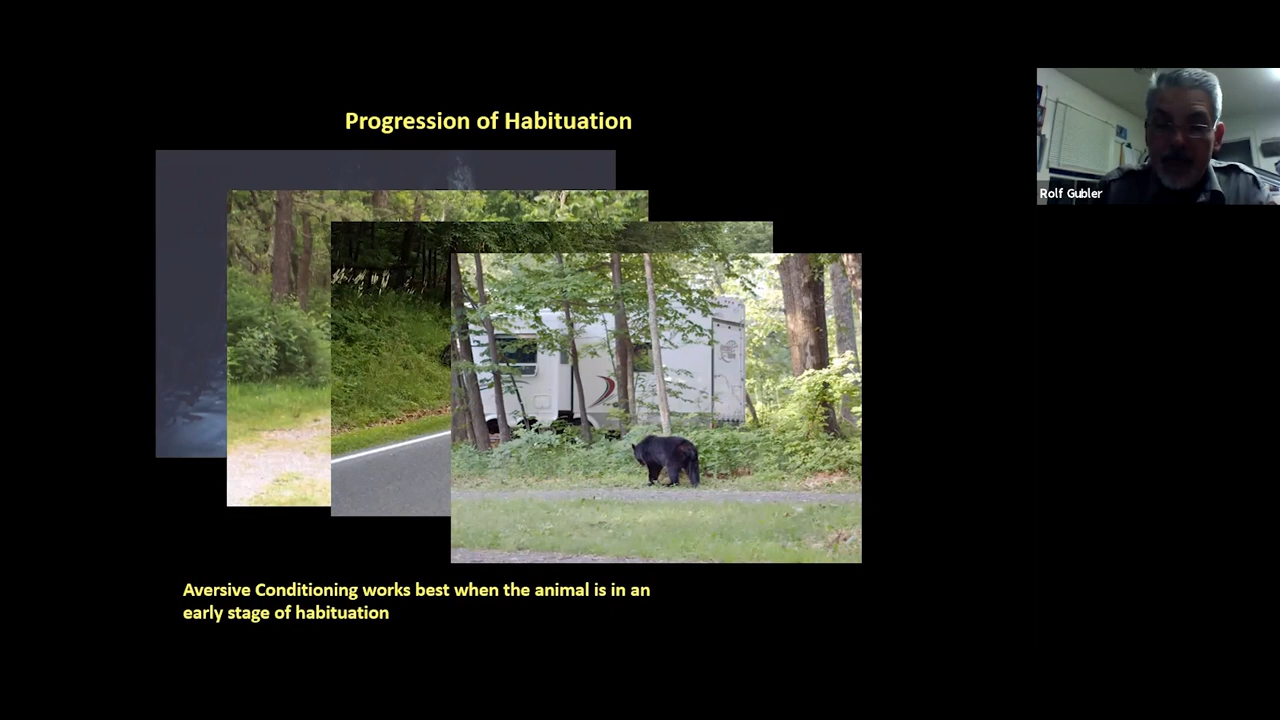 Progression of Habituation
Rolf Gubler
Aversive Conditioning works best when the animal is in an
early stage of habituation